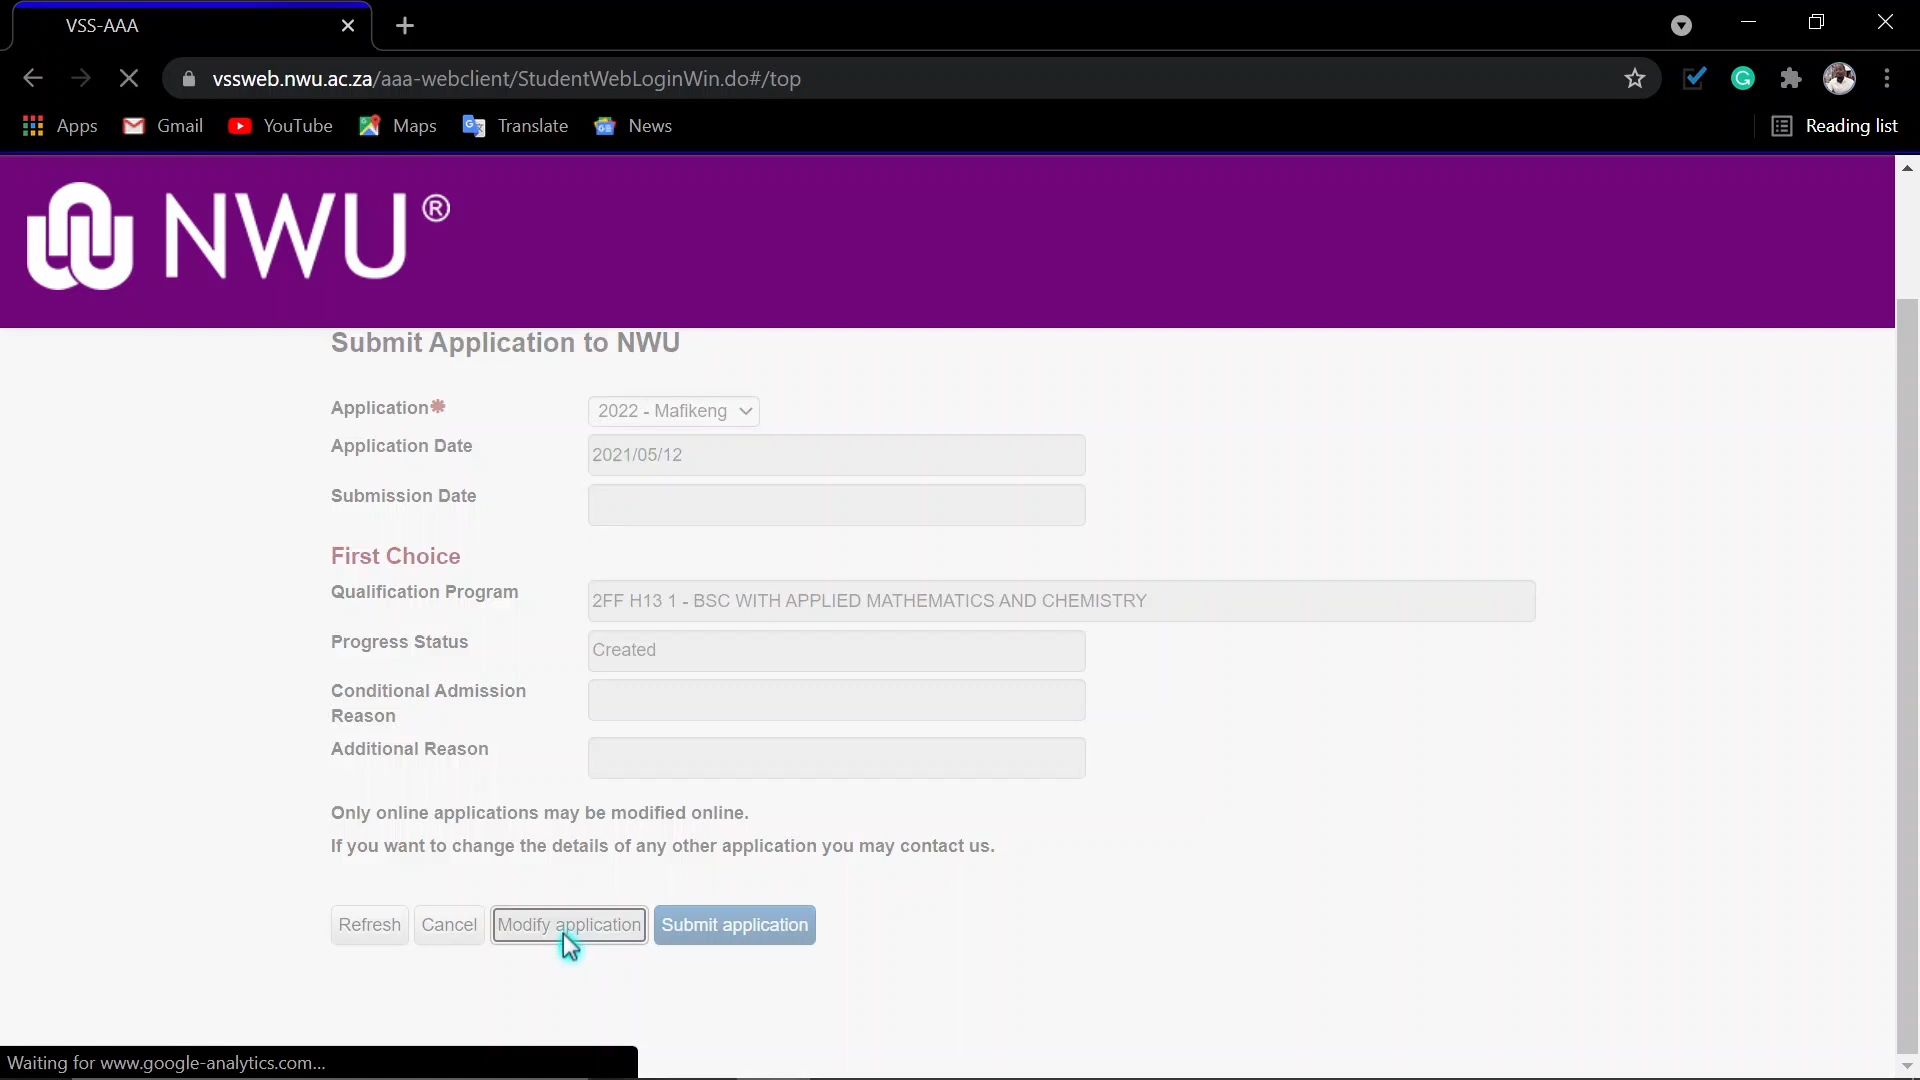 VSS-AAA
vssweb.nwu.ac.za/aaa-webclient/StudentWebLoginWin.do#/top
Apps Gmail YouTube Maps Translate News Reading list
NWU®
Submit Application to NWU
Application* 2022 - Mafikeng
Application Date 2021/05/12
Submission Date
First Choice
Qualification Program 2FF H13 1 - BSC WITH APPLIED MATHEMATICS AND CHEMISTRY
Progress Status Created
Conditional Admission
Reason
Additional Reason
Only online applications may be modified online.
If you want to change the details of any other application you may contact us.
Refresh Cancel Modify application Submit application
Waiting for www.google-analytics.com...